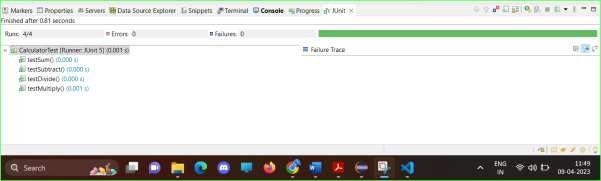 Markers Properties Servers Data Source Explorer Snippets Terminal Console Progress JUnit
Finished after 0.81 seconds
Runs: 4/4 Errors: 0 Failures: 0
CalculatorTest [Runner: JUnit 5] (0.001 s)
Failure Trace
testSum() (0.000 s)
testSubtract() (0.000 s)
testDivide() (0.000 s)
testMultiply() (0.001 s)
Search
ENG
IN
11:49
09-04-2023